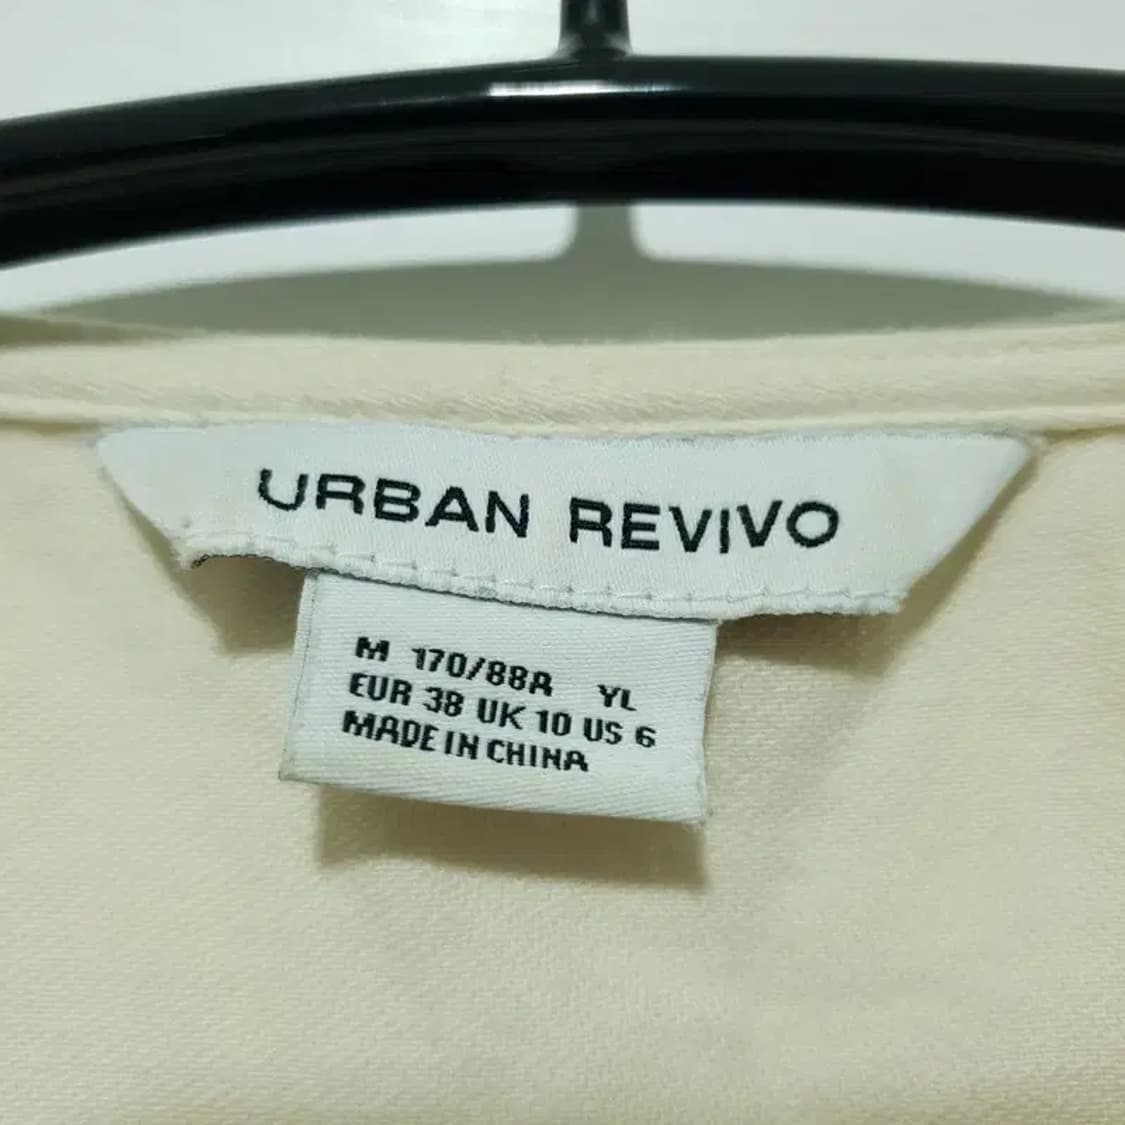 URBAN REVIVO
M 170/88A YL
EUR 38 UK 10 US 6
MADE IN CHINA